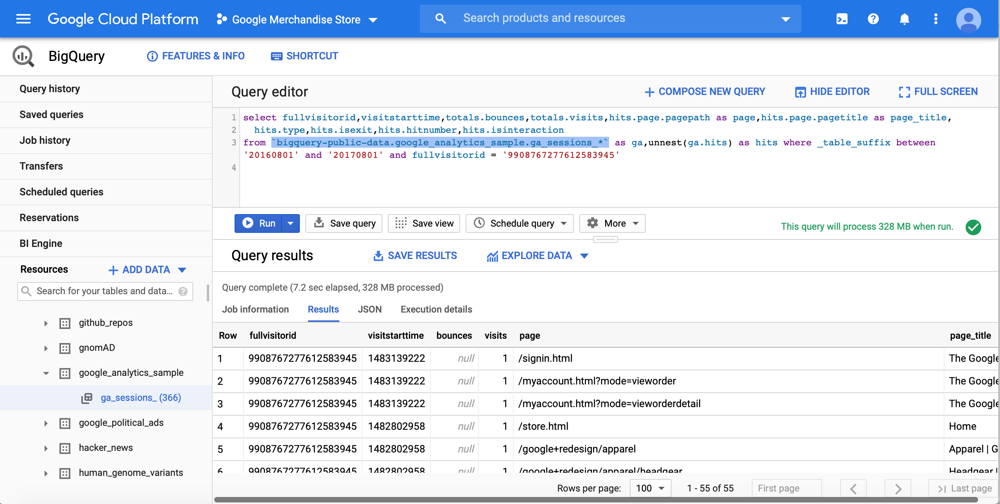 Google Cloud Platform
Google Merchandise Store
Search products and resources
BigQuery
FEATURES & INFO
SHORTCUT
Query history
Saved queries
Job history
Transfers
Scheduled queries
Reservations
BI Engine
Resources
ADD DATA
Search for your tables and data... ?
github_repos
gnomAD
google_analytics_sample
ga_sessions_ (366)
google_political_ads
hacker_news
human_genome_variants
Query editor
COMPOSE NEW QUERY
HIDE EDITOR
FULL SCREEN
1 select fullvisitorid,visitstarttime,totals.bounces,totals.visits,hits.page.pagepath as page,hits.page.pagetitle as page_title,
2 hits.type,hits.isexit,hits.hitnumber,hits.isinteraction
3 from `bigquery-public-data.google_analytics_sample.ga_sessions_*` as ga,unnest(ga.hits) as hits where _table_suffix between
'20160801' and '20170801' and fullvisitorid = '9908767277612583945'
4
Run
Save query
Save view
Schedule query
More
This query will process 328 MB when run.
Query results
SAVE RESULTS
EXPLORE DATA
Query complete (7.2 sec elapsed, 328 MB processed)
Job information Results JSON Execution details
Row fullvisitorid visitstarttime bounces visits page page_title
1 9908767277612583945 1483139222 null 1 /signin.html The Google
2 9908767277612583945 1483139222 null 1 /myaccount.html?mode=vieworder The Google
3 9908767277612583945 1483139222 null 1 /myaccount.html?mode=vieworderdetail The Google
4 9908767277612583945 1482802958 null 1 /store.html Home
5 9908767277612583945 1482802958 null 1 /google+redesign/apparel Apparel | G
6 9908767277612583945 1482802958 null 1 /google+redesign/apparel/headgear Headgear |
Rows per page: 100 1 - 55 of 55 First page Last page